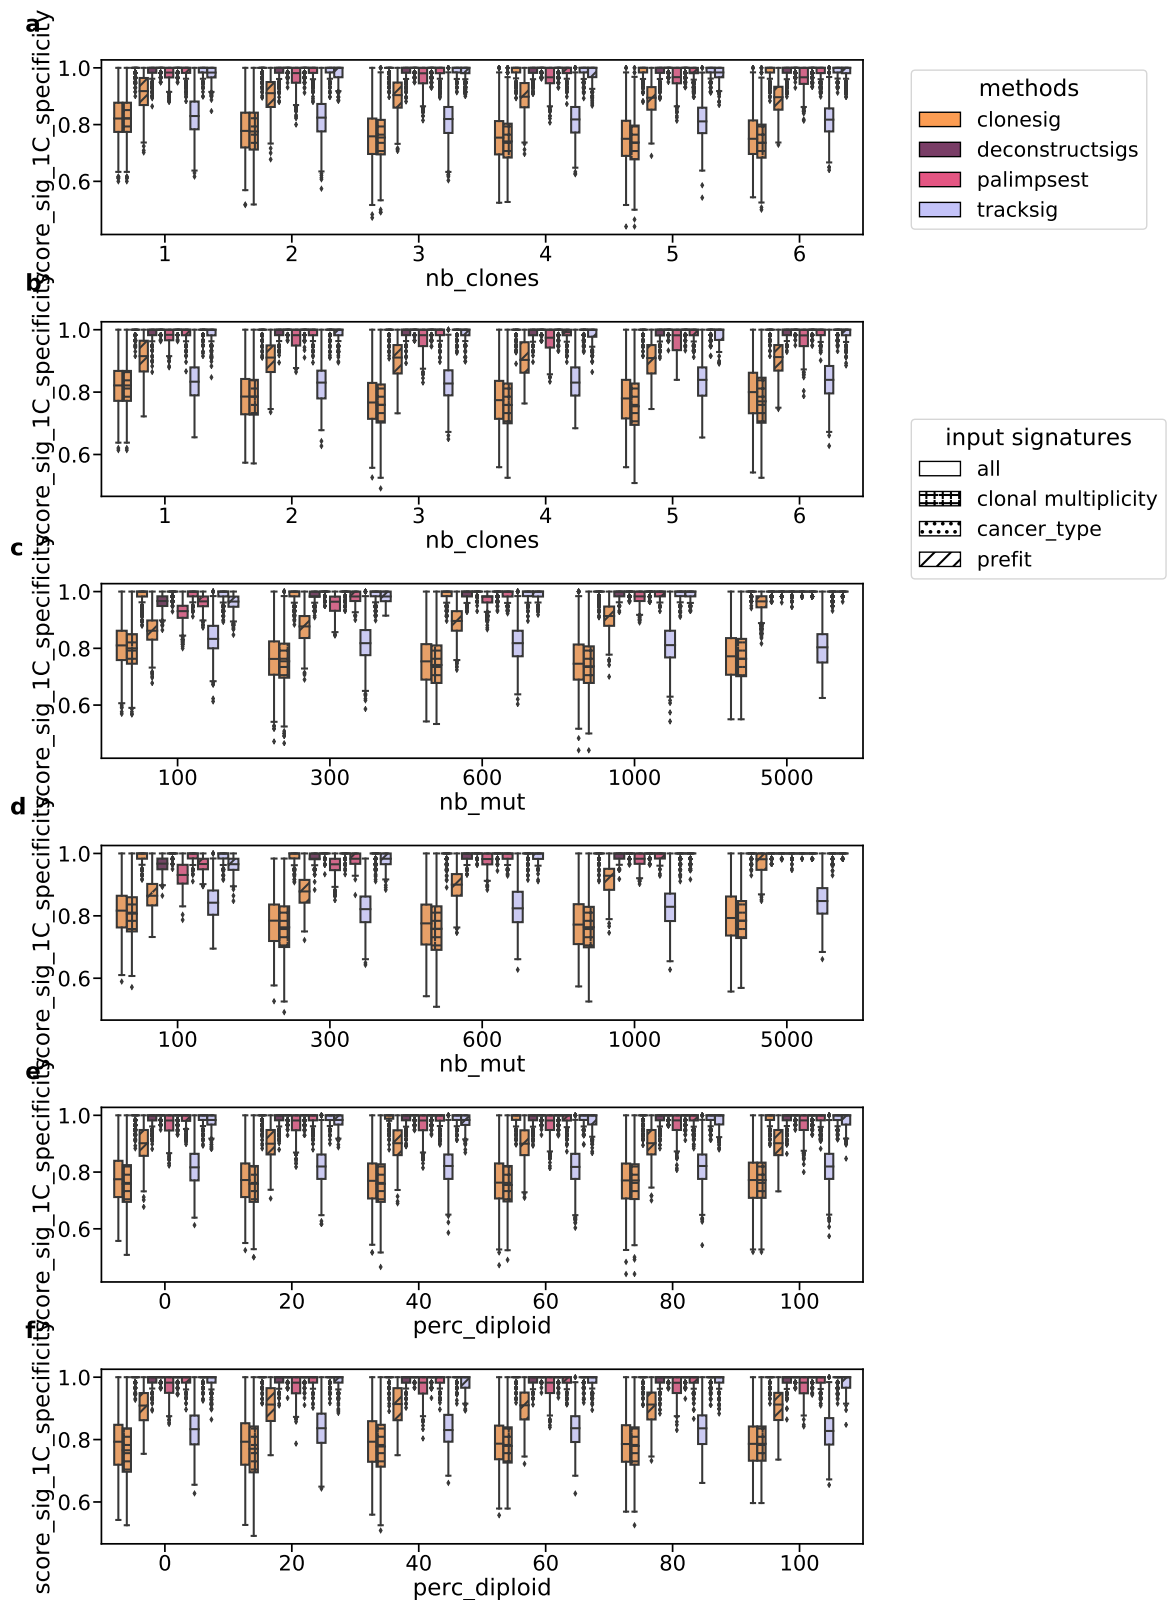 a
score_sig_1C_specificity
1.0
0.8
0.6
1 2 3 4 5 6
nb_clones
methods
clonesig
deconstructsigs
palimpsest
tracksig
b
score_sig_1C_specificity
1.0
0.8
0.6
1 2 3 4 5 6
nb_clones
input signatures
all
clonal multiplicity
cancer_type
prefit
c
score_sig_1C_specificity
1.0
0.8
0.6
100 300 600 1000 5000
nb_mut
d
score_sig_1C_specificity
1.0
0.8
0.6
100 300 600 1000 5000
nb_mut
e
score_sig_1C_specificity
1.0
0.8
0.6
0 20 40 60 80 100
perc_diploid
f
score_sig_1C_specificity
1.0
0.8
0.6
0 20 40 60 80 100
perc_diploid